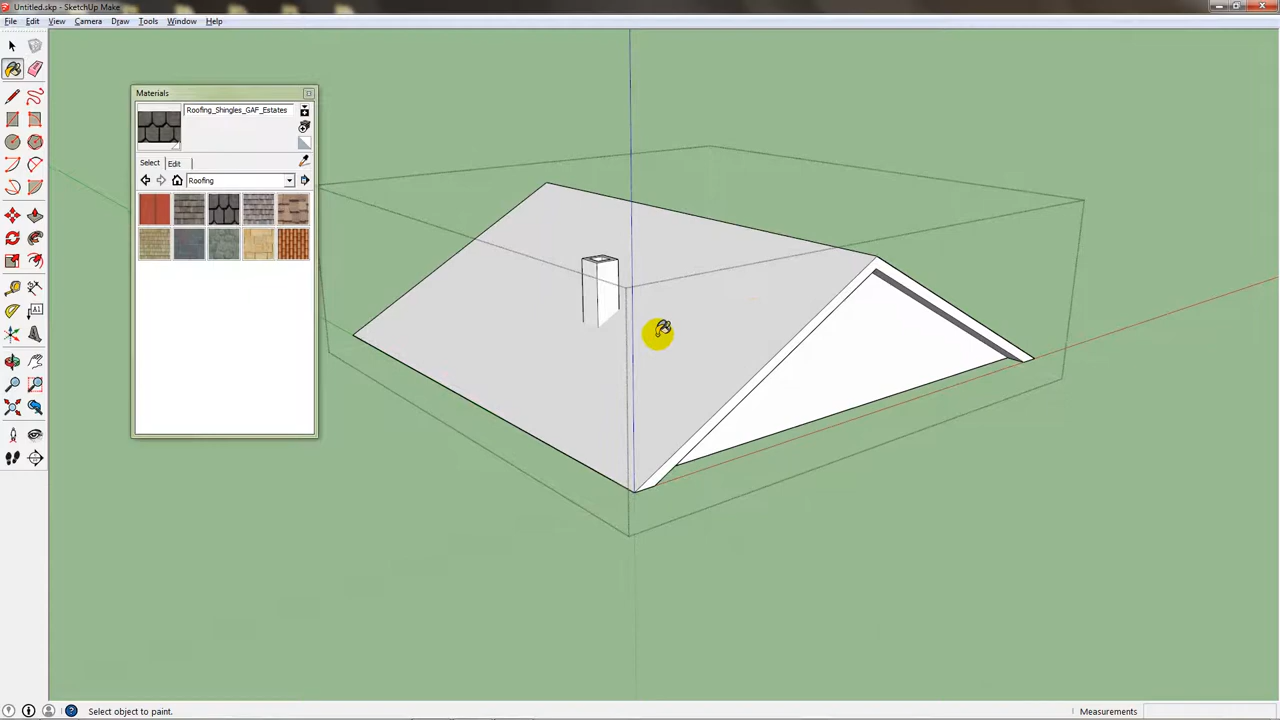 Untitled.skp - SketchUp Make
File Edit View Camera Draw Tools Window Help
Materials
Roofing_Shingles_GAF_Estates
Select Edit
Roofing
A1
Select object to paint.
Measurements